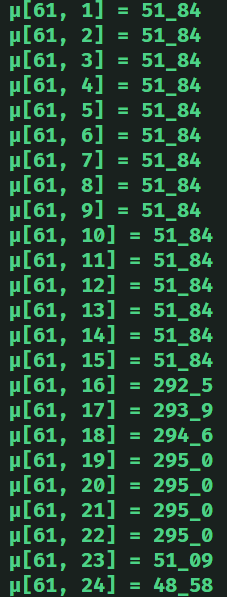 μ[61, 1] = 51_84
μ[61, 2] = 51_84
μ[61, 3] = 51_84
μ[61, 4] = 51_84
μ[61, 5] = 51_84
μ[61, 6] = 51_84
μ[61, 7] = 51_84
μ[61, 8] = 51_84
μ[61, 9] = 51_84
μ[61, 10] = 51_84
μ[61, 11] = 51_84
μ[61, 12] = 51_84
μ[61, 13] = 51_84
μ[61, 14] = 51_84
μ[61, 15] = 51_84
μ[61, 16] = 292_5
μ[61, 17] = 293_9
μ[61, 18] = 294_6
μ[61, 19] = 295_0
μ[61, 20] = 295_0
μ[61, 21] = 295_0
μ[61, 22] = 295_0
μ[61, 23] = 51_09
μ[61, 24] = 48_58